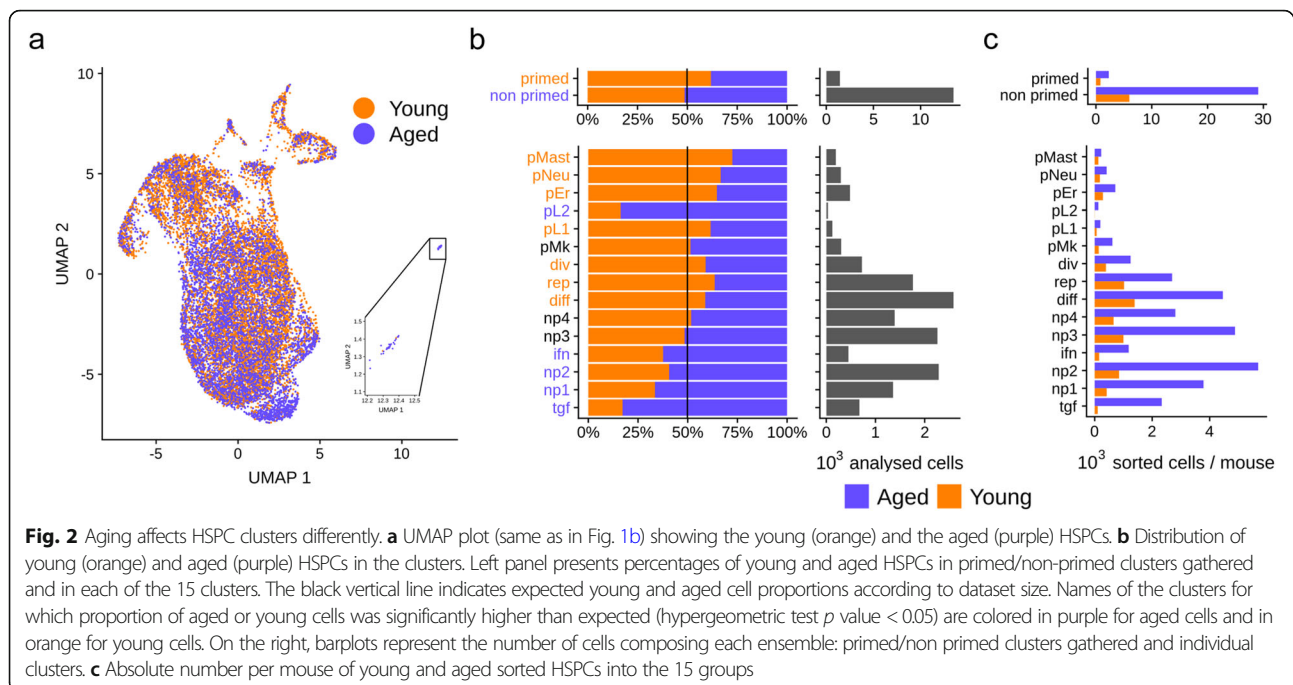 a
10
5
0
-5
UMAP 2
-5
0
5
10
UMAP 1
Young
Aged
1.5
1.4
1.3
1.2
1.1
UMAP 2
12.2 12.3 12.4 12.5
UMAP 1
b
primed
non primed
0% 25% 50% 75% 100%
0 5 10
pMast
pNeu
pEr
pL2
pL1
pMk
div
rep
diff
np4
np3
ifn
np2
np1
tgf
0% 25% 50% 75% 100%
0 1 2
10³ analysed cells
c
primed
non primed
0 10 20 30
pMast
pNeu
pEr
pL2
pL1
pMk
div
rep
diff
np4
np3
ifn
np2
np1
tgf
0 2 4
10³ sorted cells / mouse
Aged Young
Fig. 2 Aging affects HSPC clusters differently. a UMAP plot (same as in Fig. 1b) showing the young (orange) and the aged (purple) HSPCs. b Distribution of
young (orange) and aged (purple) HSPCs in the clusters. Left panel presents percentages of young and aged HSPCs in primed/non-primed clusters gathered
and in each of the 15 clusters. The black vertical line indicates expected young and aged cell proportions according to dataset size. Names of the clusters for
which proportion of aged or young cells was significantly higher than expected (hypergeometric test p value < 0.05) are colored in purple for aged cells and in
orange for young cells. On the right, barplots represent the number of cells composing each ensemble: primed/non primed clusters gathered and individual
clusters. c Absolute number per mouse of young and aged sorted HSPCs into the 15 groups